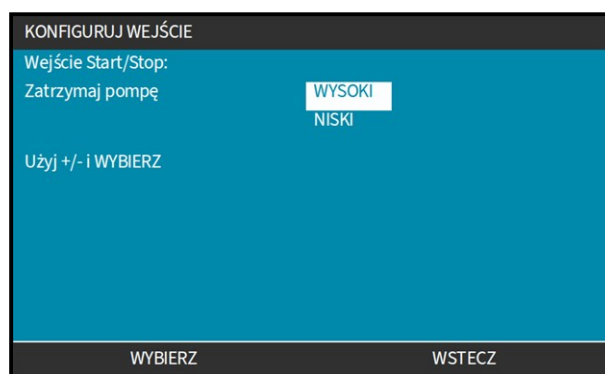 KONFIGURUJ WEJŚCIE
Wejście Start/Stop:
Zatrzymaj pompę WYSOKI
NISKI
Użyj +/- i WYBIERZ
WYBIERZ WSTECZ